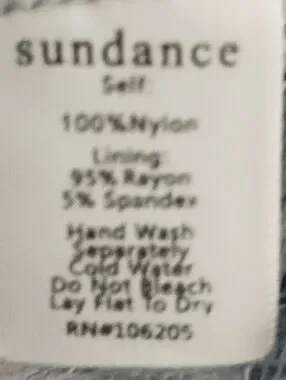 sundance
Self:
100%Nylon
Lining:
95% Rayon
5% Spandex
Hand Wash
Separately
Cold Water
Do Not Bleach
Lay Flat To Dry
RN#106205